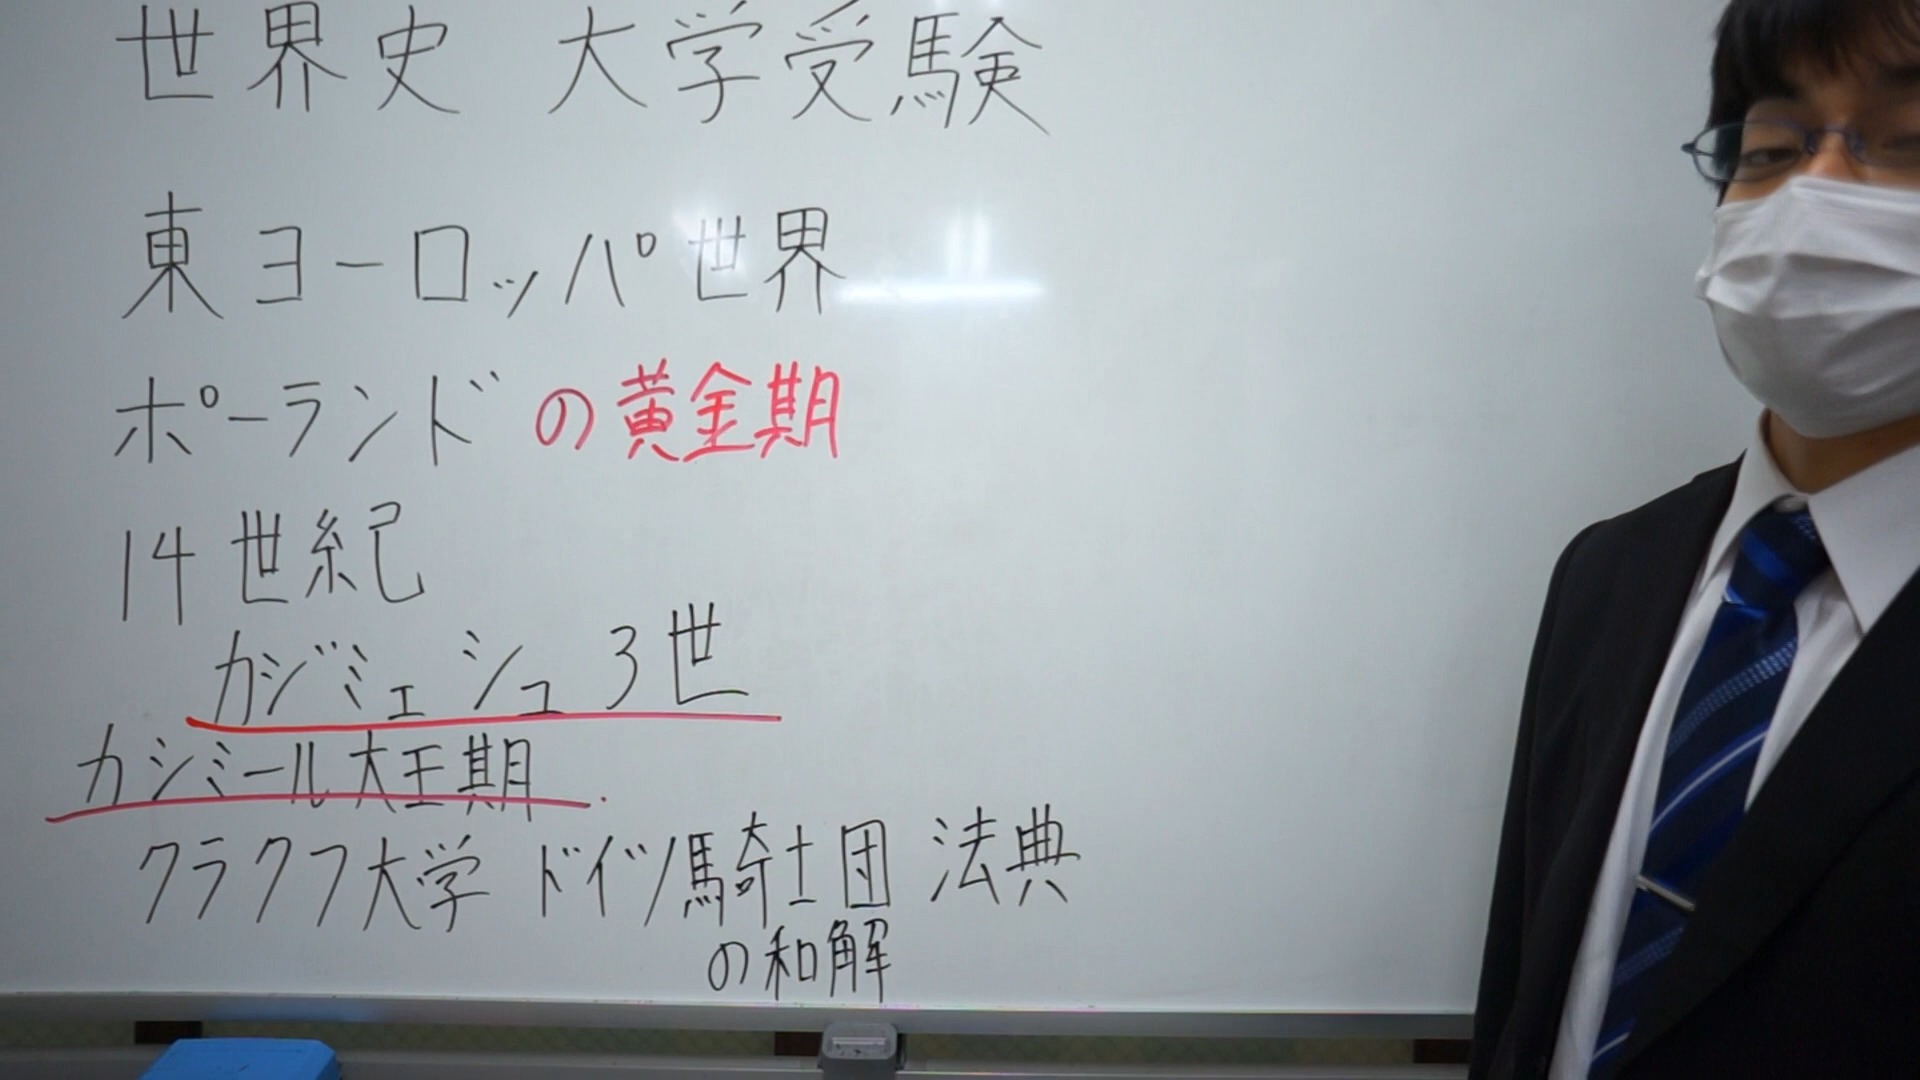 世界史 大学受験
東ヨーロッパ世界
ポーランドの黄金期
14世紀
カジミェシュ3世
カシミール大王期
クラクフ大学 ドイツ騎士団 法典
の和解